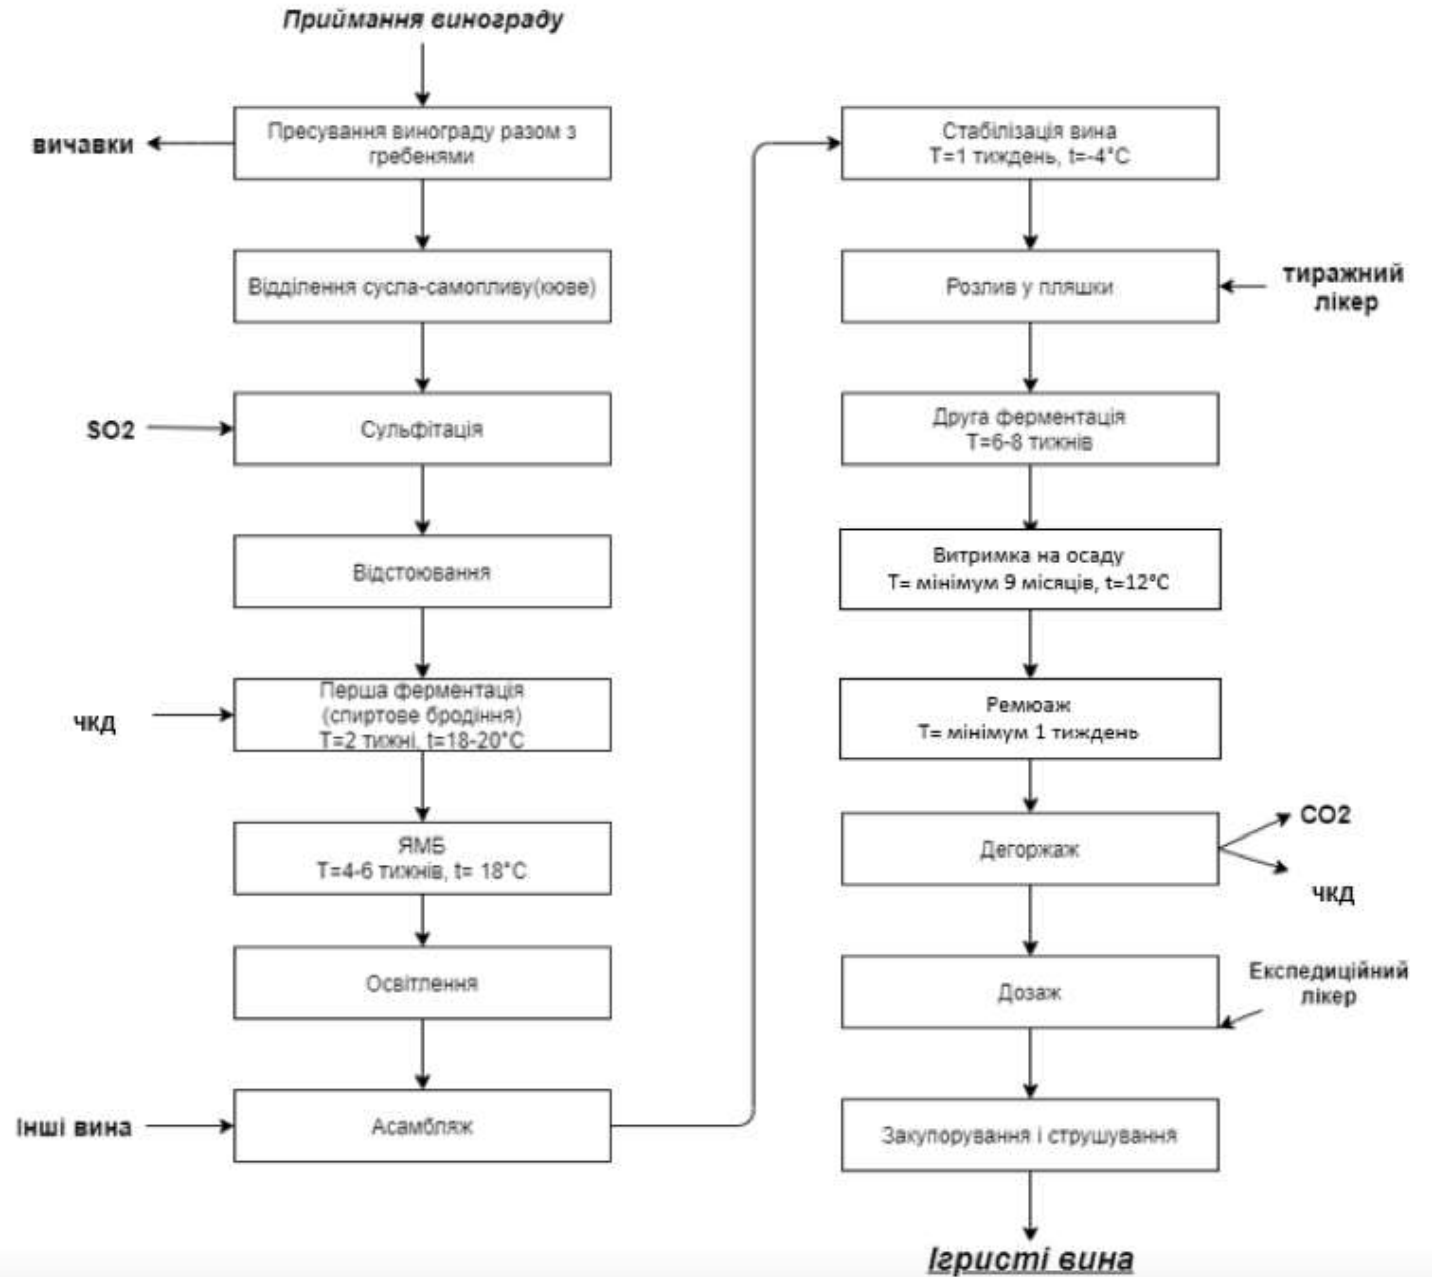 Приймання винограду
Пресування винограду разом з
гребенями
вичавки
Відділення сусла-самопливу(кюве)
SO2
Сульфітація
Відстоювання
Перша ферментація
(спиртове бродіння)
T=2 тижні, t=18-20°C
ЧКД
ЯМБ
T=4-6 тижнів, t= 18°C
Освітлення
Інші вина
Асамбляж
Стабілізація вина
T=1 тиждень, t=-4°C
Розлив у пляшки
тиражний
лікер
Друга ферментація
T=6-8 тижнів
Витримка на осаду
T= мінімум 9 місяців, t=12°C
Ремюаж
T= мінімум 1 тиждень
Дегоржаж
CO2
ЧКД
Дозаж
Експедиційний
лікер
Закупорування і струшування
Ігристі вина